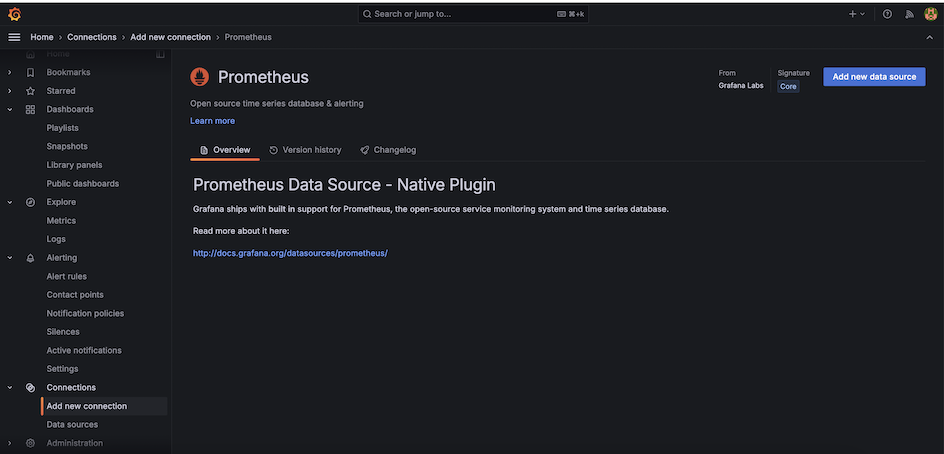 Search or jump to...
⌘+k
Home › Connections › Add new connection › Prometheus
Home
Bookmarks
Starred
Dashboards
Playlists
Snapshots
Library panels
Public dashboards
Explore
Metrics
Logs
Alerting
Alert rules
Contact points
Notification policies
Silences
Active notifications
Settings
Connections
Add new connection
Data sources
Administration
Prometheus
Open source time series database & alerting
Learn more
From
Grafana Labs
Signature
Core
Add new data source
Overview
Version history
Changelog
Prometheus Data Source - Native Plugin
Grafana ships with built in support for Prometheus, the open-source service monitoring system and time series database.
Read more about it here:
http://docs.grafana.org/datasources/prometheus/